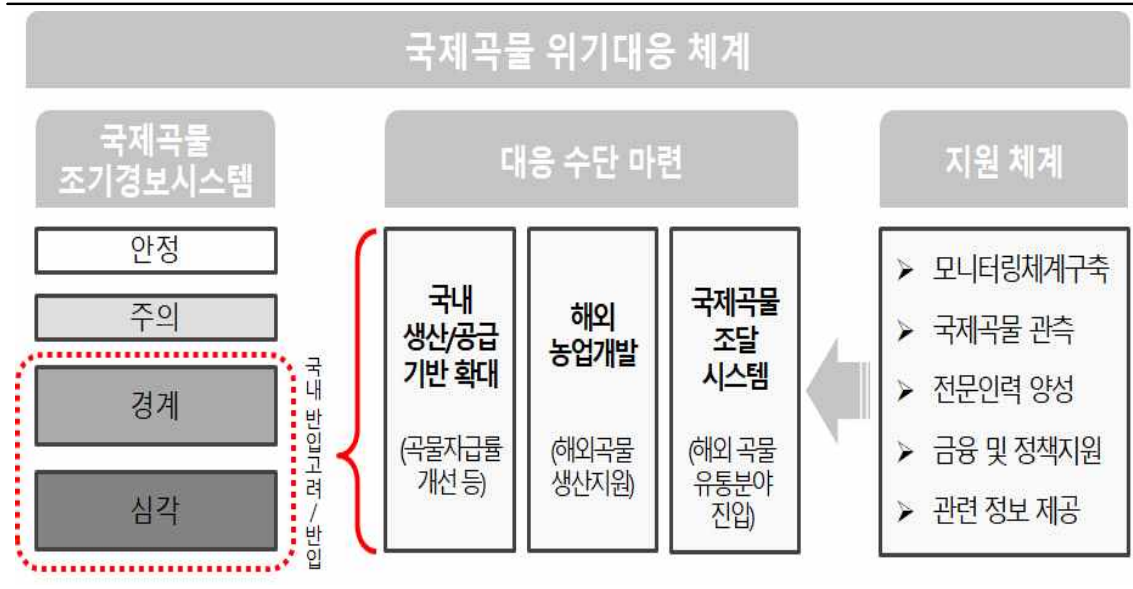 국제곡물 위기대응 체계
국제곡물
조기경보시스템
안정
주의
경계
심각
국내 반입고려/반입
대응 수단 마련
국내
생산/공급
기반 확대
(곡물자급률
개선 등)
해외
농업개발
(해외곡물
생산지원)
국제곡물
조달
시스템
(해외 곡물
유통분야
진입)
지원 체계
➢ 모니터링체계구축
➢ 국제곡물 관측
➢ 전문인력 양성
➢ 금융 및 정책지원
➢ 관련 정보 제공